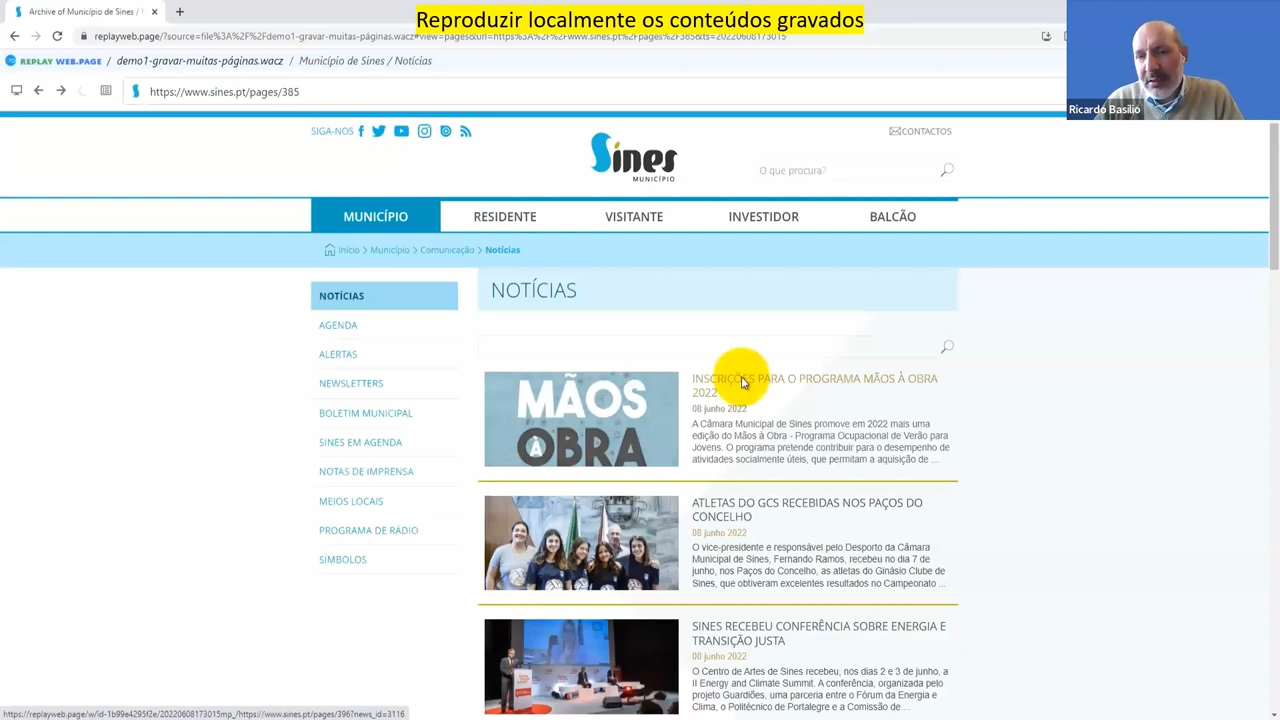 Archive of Município de Sines /
Reproduzir localmente os conteúdos gravados
replayweb.page/?source=file%3A%2F%2Fdemo1-gravar-muitas-páginas.wacz#view=pages&url=https%3A%2F%2Fwww.sines.pt%2Fpages%2F385&ts=20220608173015
REPLAY WEB.PAGE / demo1-gravar-muitas-páginas.wacz / Município de Sines / Notícias
https://www.sines.pt/pages/385
Ricardo Basílio
SIGA-NOS
CONTACTOS
Sines
MUNICÍPIO
O que procura?
MUNICÍPIO RESIDENTE VISITANTE INVESTIDOR BALCÃO
Início > Município > Comunicação > Notícias
NOTÍCIAS
AGENDA
ALERTAS
NEWSLETTERS
BOLETIM MUNICIPAL
SINES EM AGENDA
NOTAS DE IMPRENSA
MEIOS LOCAIS
PROGRAMA DE RÁDIO
SÍMBOLOS
NOTÍCIAS
MÃOS
À OBRA
INSCRIÇÕES PARA O PROGRAMA MÃOS À OBRA
2022
08 junho 2022
A Câmara Municipal de Sines promove em 2022 mais uma
edição do Mãos à Obra - Programa Ocupacional de Verão para
Jovens. O programa pretende contribuir para o desempenho de
atividades socialmente úteis, que permitam a aquisição de ...
ATLETAS DO GCS RECEBIDAS NOS PAÇOS DO
CONCELHO
08 junho 2022
O vice-presidente e responsável pelo Desporto da Câmara
Municipal de Sines, Fernando Ramos, recebeu no dia 7 de
junho, nos Paços do Concelho, as atletas do Ginásio Clube de
Sines, que obtiveram excelentes resultados no Campeonato ...
SINES RECEBEU CONFERÊNCIA SOBRE ENERGIA E
TRANSIÇÃO JUSTA
08 junho 2022
O Centro de Artes de Sines recebeu, nos dias 2 e 3 de junho, a
II Energy and Climate Summit. A conferência, organizada pelo
projeto Guardiões, uma parceria entre o Fórum da Energia e
Clima, o Politécnico de Portalegre e a Comissão de ...
https://replayweb.page/w/id-1b99e4295f2e/20220608173015mp_/https://www.sines.pt/pages/396?news_id=3116